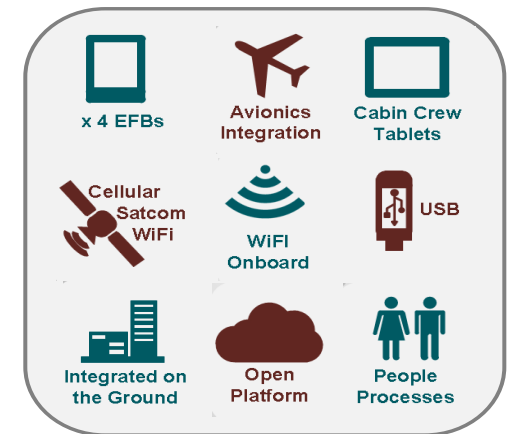 x 4 EFBs
Avionics
Integration
Cabin Crew
Tablets
Cellular
Satcom
WiFi
WiFI
Onboard
USB
Integrated on
the Ground
Open
Platform
People
Processes